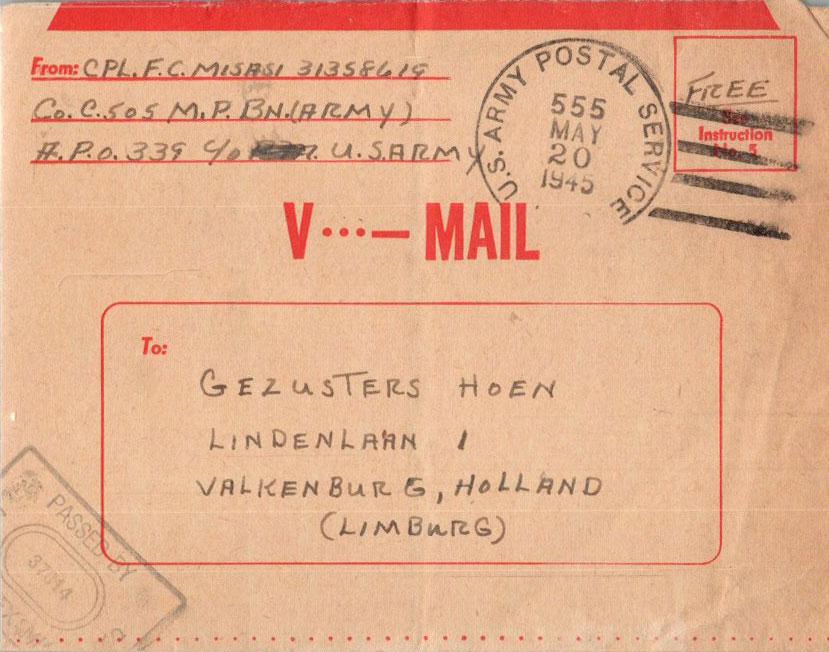 From: CPL. F. C. MISASI 31358619
Co. C. 505 M. P. BN. (ARMY)
A. P. O. 339 C/O U. S. ARMY
U.S. ARMY POSTAL SERVICE
555
MAY
20
1945
FREE
See
Instruction
No. 5
V ···— MAIL
To:
GEZUSTERS HOEN
LINDENLAAN 1
VALKENBURG, HOLLAND
(LIMBURG)
PASSED BY